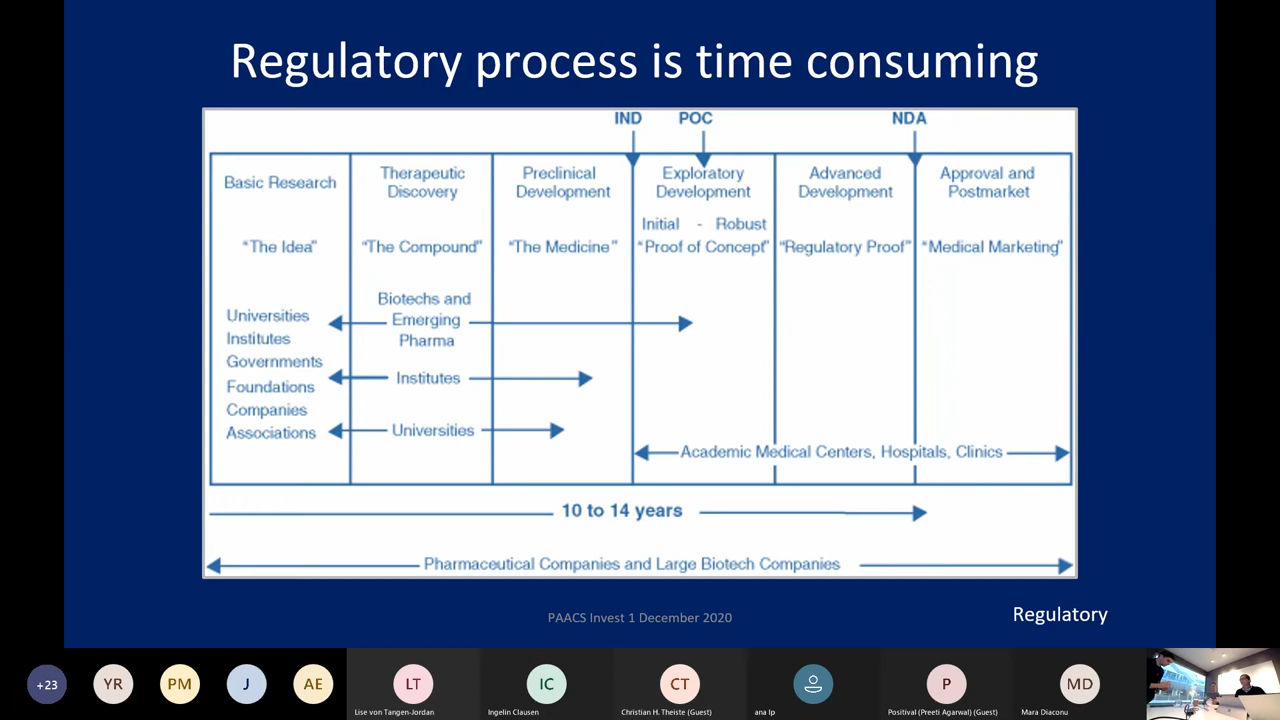 Regulatory process is time consuming
IND
POC
NDA
Basic Research
Therapeutic
Discovery
Preclinical
Development
Exploratory
Development
Advanced
Development
Approval and
Postmarket
Initial - Robust
"The Idea"
"The Compound"
"The Medicine"
"Proof of Concept"
"Regulatory Proof"
"Medical Marketing"
Universities
Institutes
Governments
Foundations
Companies
Associations
Biotechs and
Emerging
Pharma
Institutes
Universities
Academic Medical Centers, Hospitals, Clinics
10 to 14 years
Pharmaceutical Companies and Large Biotech Companies
PAACS Invest 1 December 2020
Regulatory
+23
YR
PM
J
AE
LT
IC
CT
P
MD
Lise von Tangen-Jordan
Ingelin Clausen
Christian H. Theiste (Guest)
ana lp
Positival (Preeti Agarwal) (Guest)
Mara Diaconu